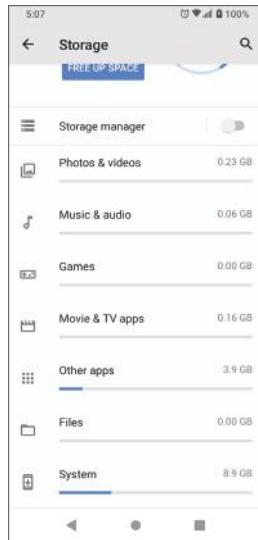 5:07 100%
Storage
FREE UP SPACE
Storage manager
Photos & videos 0.23 GB
Music & audio 0.06 GB
Games 0.00 GB
Movie & TV apps 0.16 GB
Other apps 3.9 GB
Files 0.00 GB
System 8.9 GB